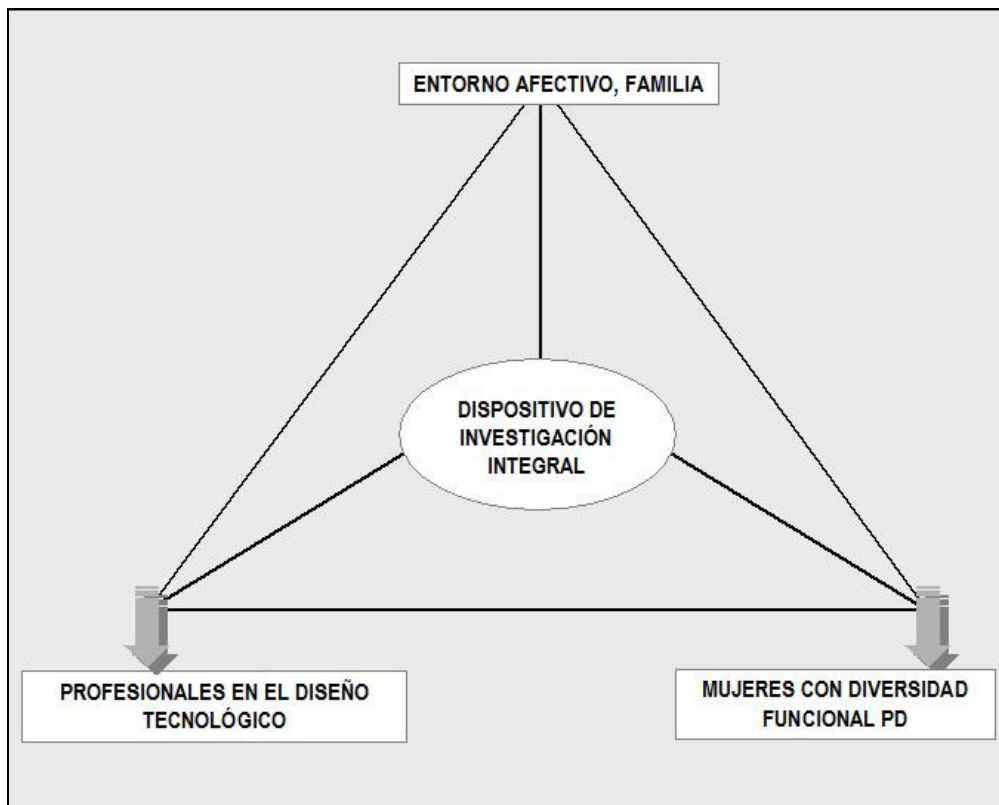 ENTORNO AFECTIVO, FAMILIA
DISPOSITIVO DE
INVESTIGACIÓN
INTEGRAL
PROFESIONALES EN EL DISEÑO
TECNOLÓGICO
MUJERES CON DIVERSIDAD
FUNCIONAL PD